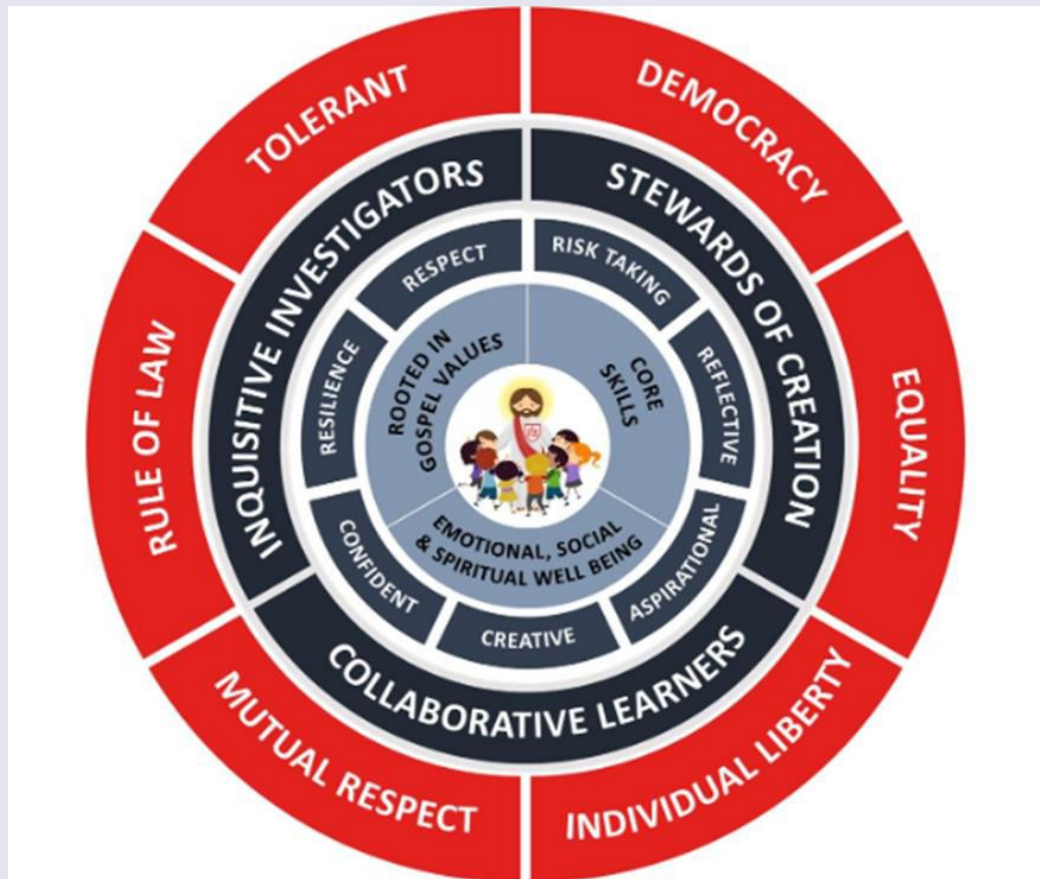 TOLERANT
DEMOCRACY
EQUALITY
INDIVIDUAL LIBERTY
MUTUAL RESPECT
RULE OF LAW
INQUISITIVE INVESTIGATORS
STEWARDS OF CREATION
COLLABORATIVE LEARNERS
RESPECT
RISK TAKING
REFLECTIVE
ASPIRATIONAL
CREATIVE
CONFIDENT
RESILIENCE
ROOTED IN
GOSPEL VALUES
CORE
SKILLS
EMOTIONAL, SOCIAL
& SPIRITUAL WELL BEING